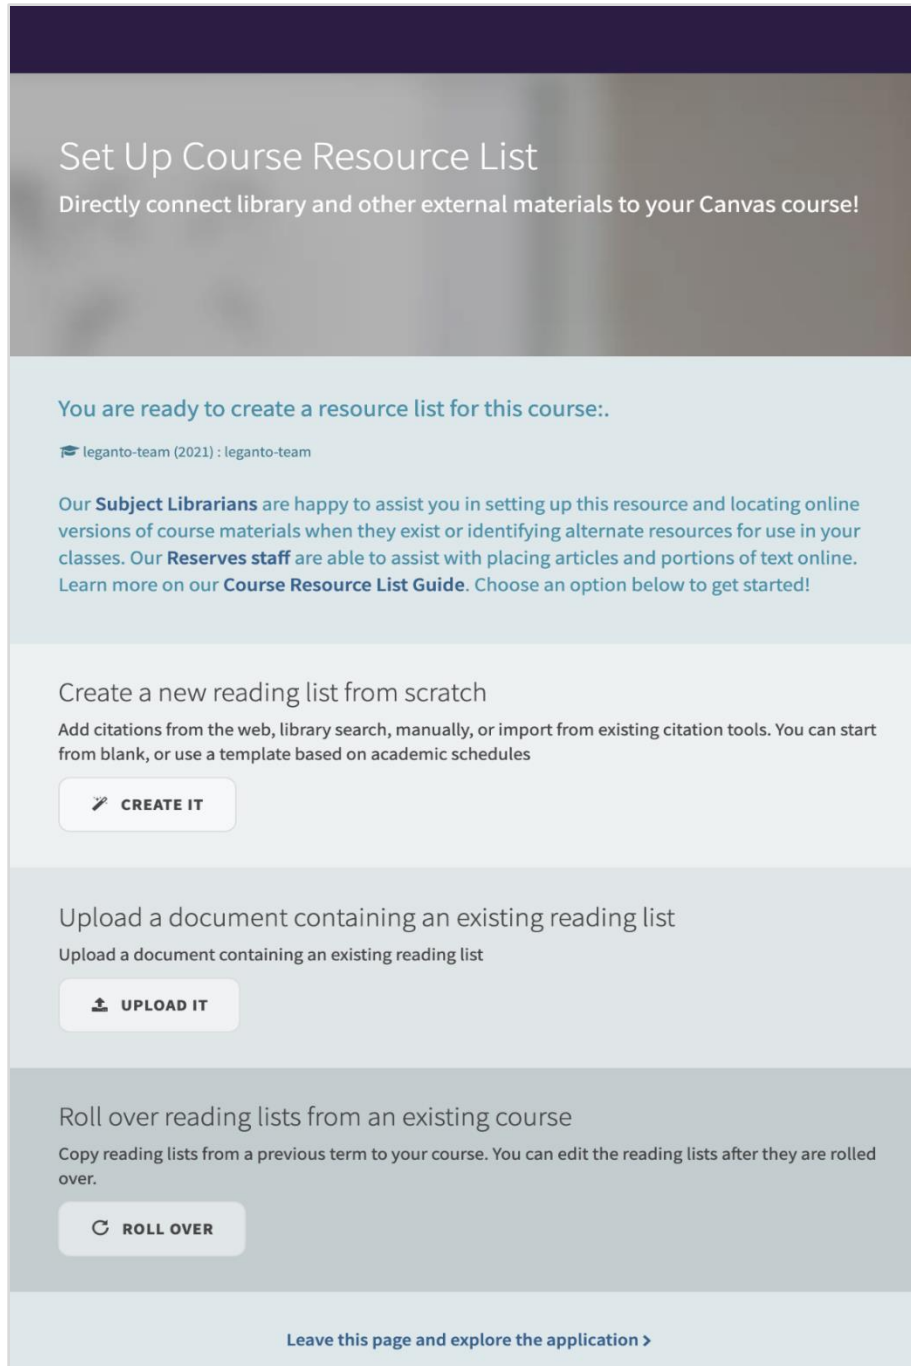 Set Up Course Resource List
Directly connect library and other external materials to your Canvas course!
You are ready to create a resource list for this course:.
leganto-team (2021) : leganto-team
Our Subject Librarians are happy to assist you in setting up this resource and locating online
versions of course materials when they exist or identifying alternate resources for use in your
classes. Our Reserves staff are able to assist with placing articles and portions of text online.
Learn more on our Course Resource List Guide. Choose an option below to get started!
Create a new reading list from scratch
Add citations from the web, library search, manually, or import from existing citation tools. You can start
from blank, or use a template based on academic schedules
CREATE IT
Upload a document containing an existing reading list
Upload a document containing an existing reading list
UPLOAD IT
Roll over reading lists from an existing course
Copy reading lists from a previous term to your course. You can edit the reading lists after they are rolled
over.
ROLL OVER
Leave this page and explore the application >